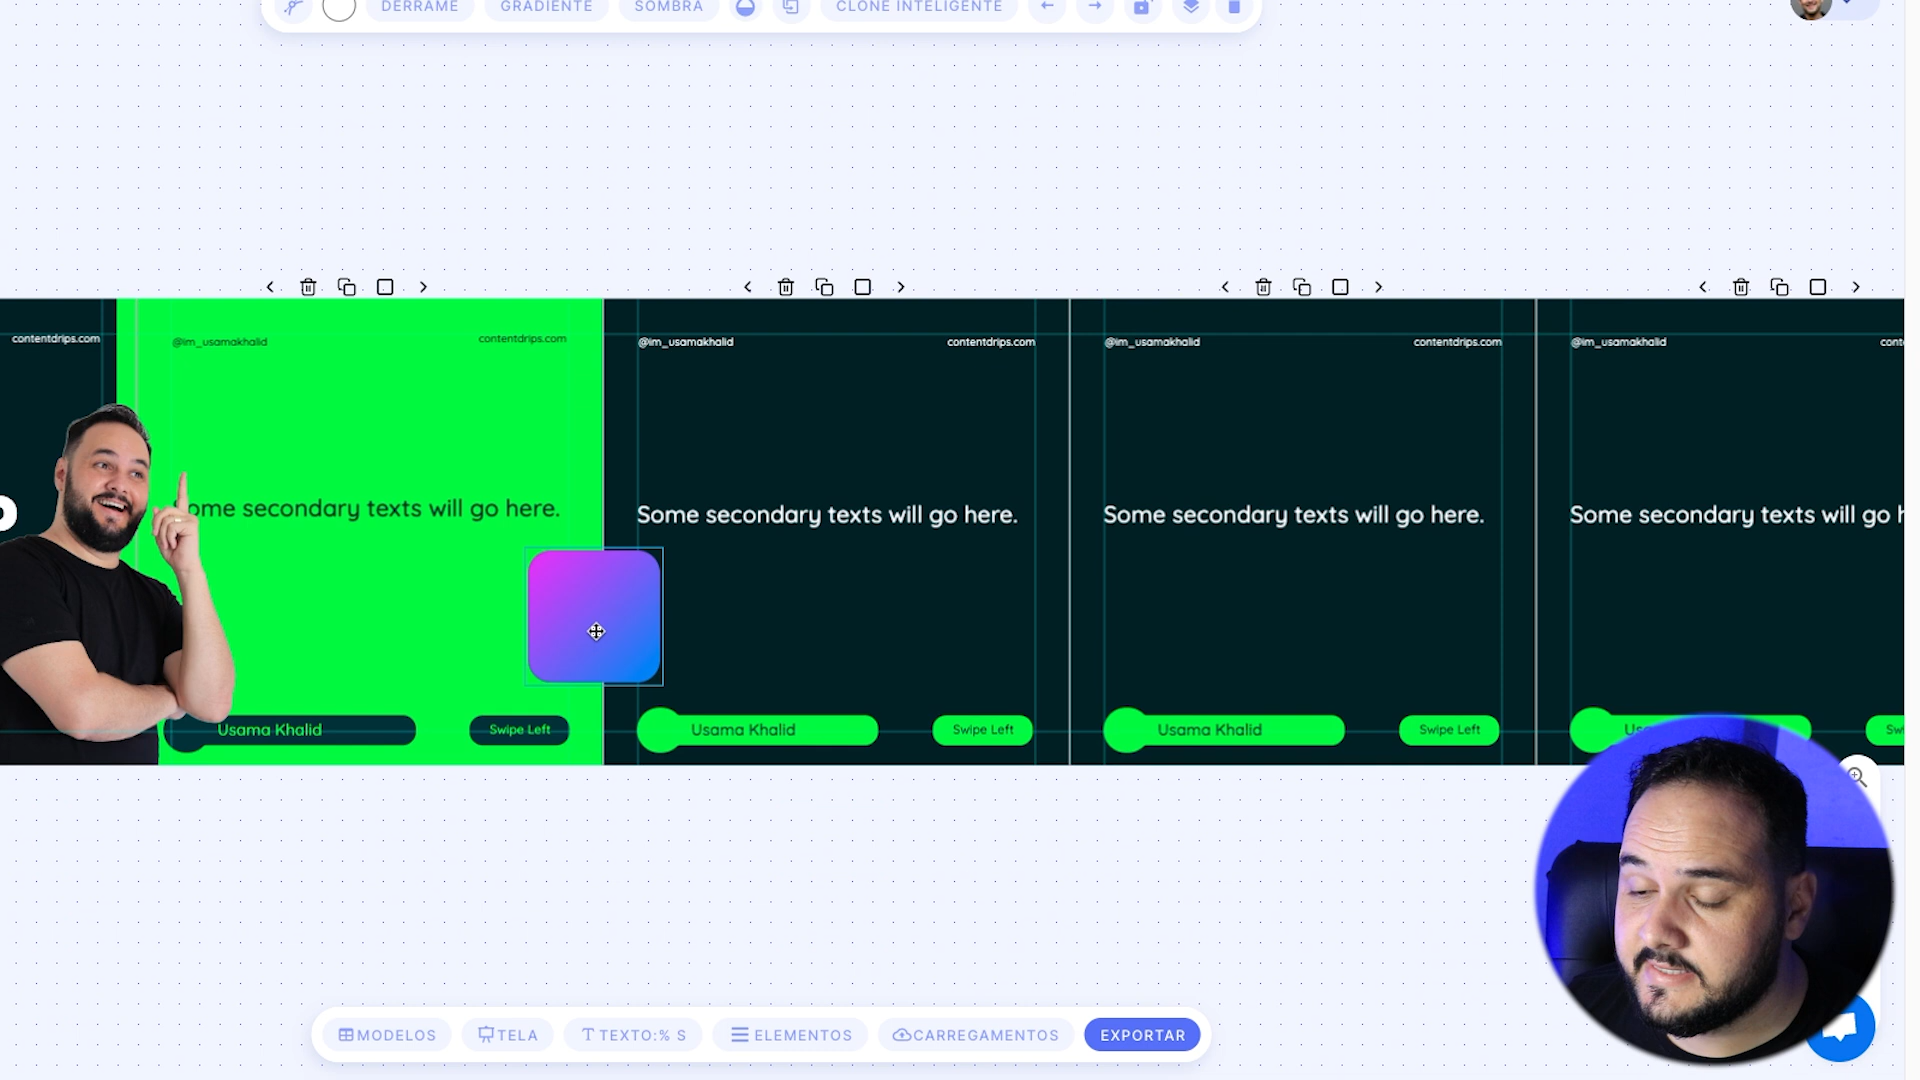 DERRAME GRADIENTE SOMBRA CLONE INTELIGENTE
contentdrips.com @im_usamakhalid contentdrips.com @im_usamakhalid contentdrips.com @im_usamakhalid contentdrips.com @im_usamakhalid
ome secondary texts will go here. Some secondary texts will go here. Some secondary texts will go here. Some secondary texts will go
Usama Khalid Swipe Left Usama Khalid Swipe Left Usama Khalid Swipe Left
MODELOS TELA TEXTO:% S ELEMENTOS CARREGAMENTOS EXPORTAR